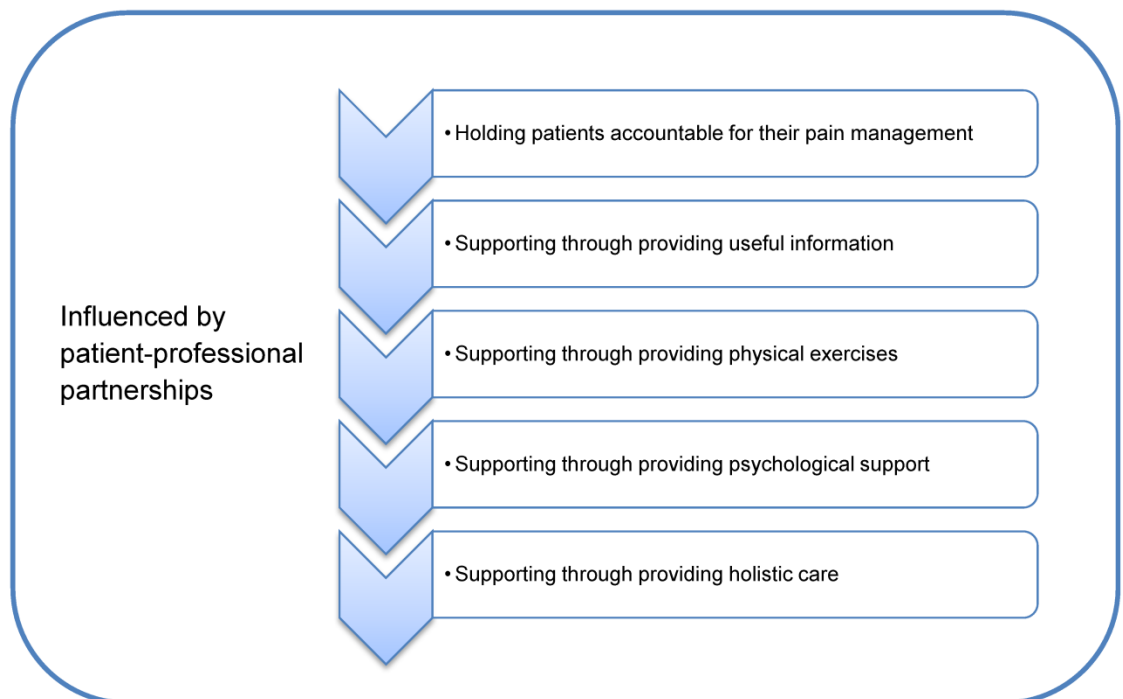 • Holding patients accountable for their pain management
• Supporting through providing useful information
Influenced by
patient-professional
partnerships
• Supporting through providing physical exercises
• Supporting through providing psychological support
• Supporting through providing holistic care